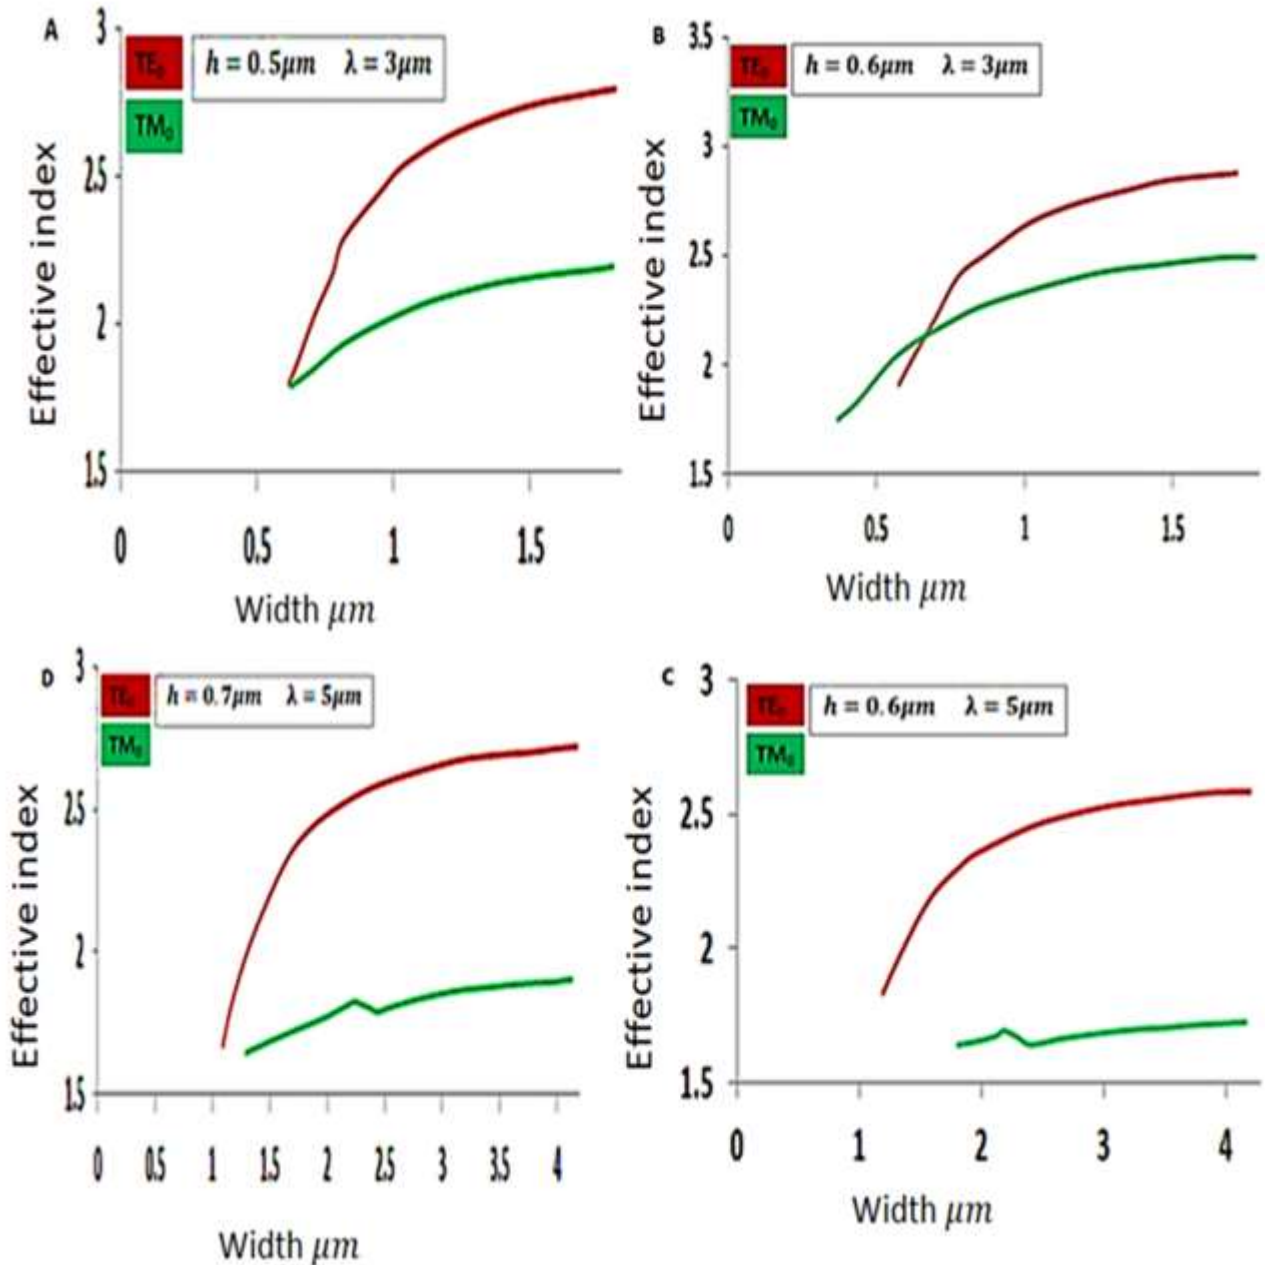 A
3
TE₀
h = 0.5μm λ = 3μm
TM₀
2.5
2
1.5
Effective index
0 0.5 1 1.5
Width μm
B
3.5
TE₀
h = 0.6μm λ = 3μm
TM₀
3
2.5
2
1.5
Effective index
0 0.5 1 1.5
Width μm
D
3
TE₀
h = 0.7μm λ = 5μm
TM₀
2.5
2
1.5
Effective index
0 0.5 1 1.5 2 2.5 3 3.5 4
Width μm
C
3
TE₀
h = 0.6μm λ = 5μm
TM₀
2.5
2
1.5
Effective index
0 1 2 3 4
Width μm